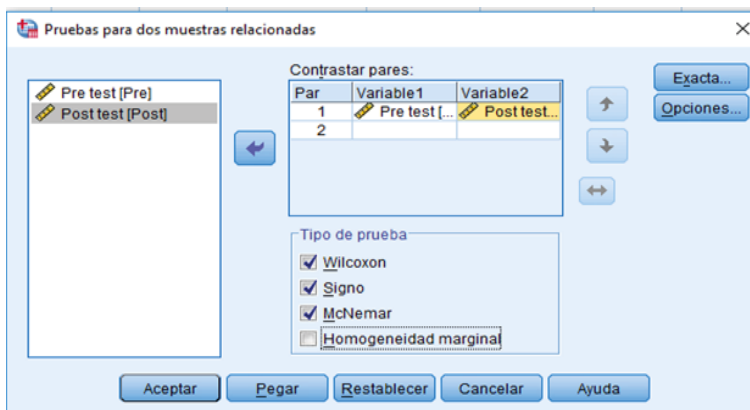 Pruebas para dos muestras relacionadas
Contrastar pares:
Pre test [Pre]
Post test [Post]
Par Variable1 Variable2
1 Pre test [... Post test...
2
Exacta...
Opciones...
Tipo de prueba
Wilcoxon
Signo
McNemar
Homogeneidad marginal
Aceptar Pegar Restablecer Cancelar Ayuda